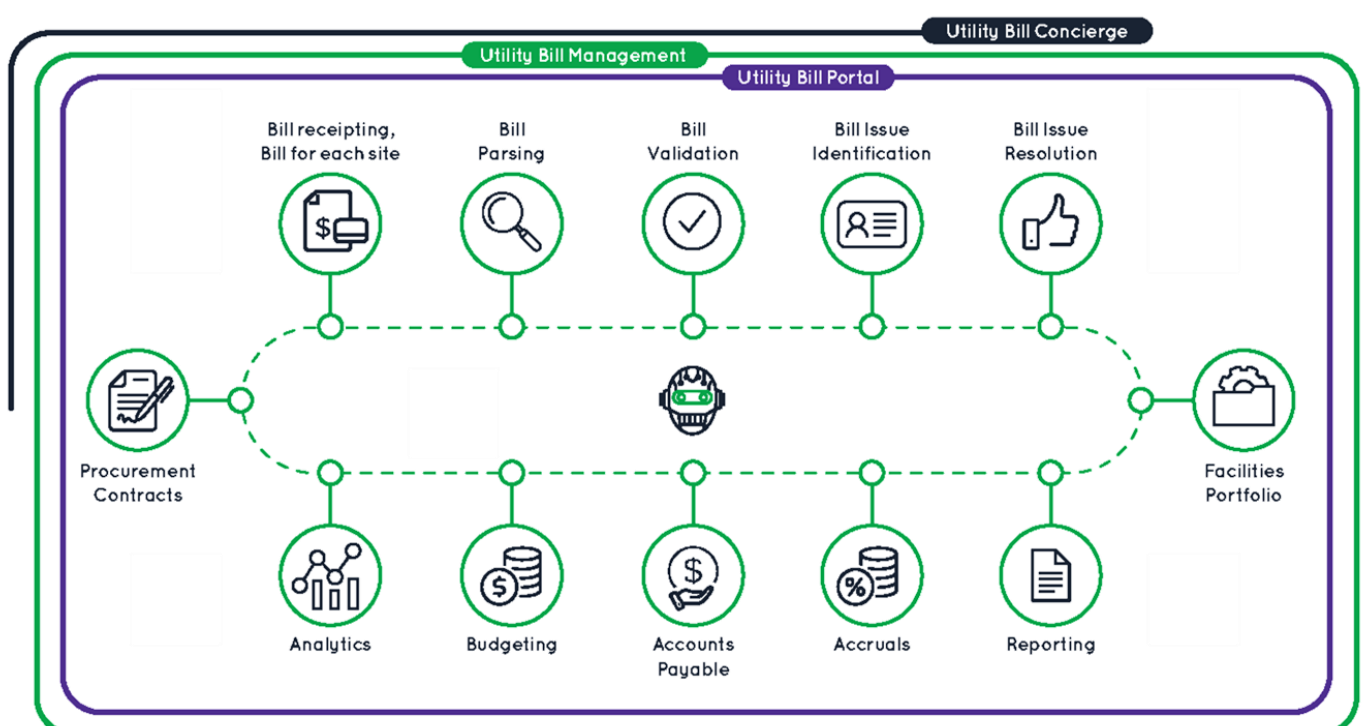 Utility Bill Concierge
Utility Bill Management
Utility Bill Portal
Bill receipting,
Bill for each site
Bill
Parsing
Bill
Validation
Bill Issue
Identification
Bill Issue
Resolution
$
Procurement
Contracts
Facilities
Portfolio
$
$
%
Analytics
Budgeting
Accounts
Payable
Accruals
Reporting